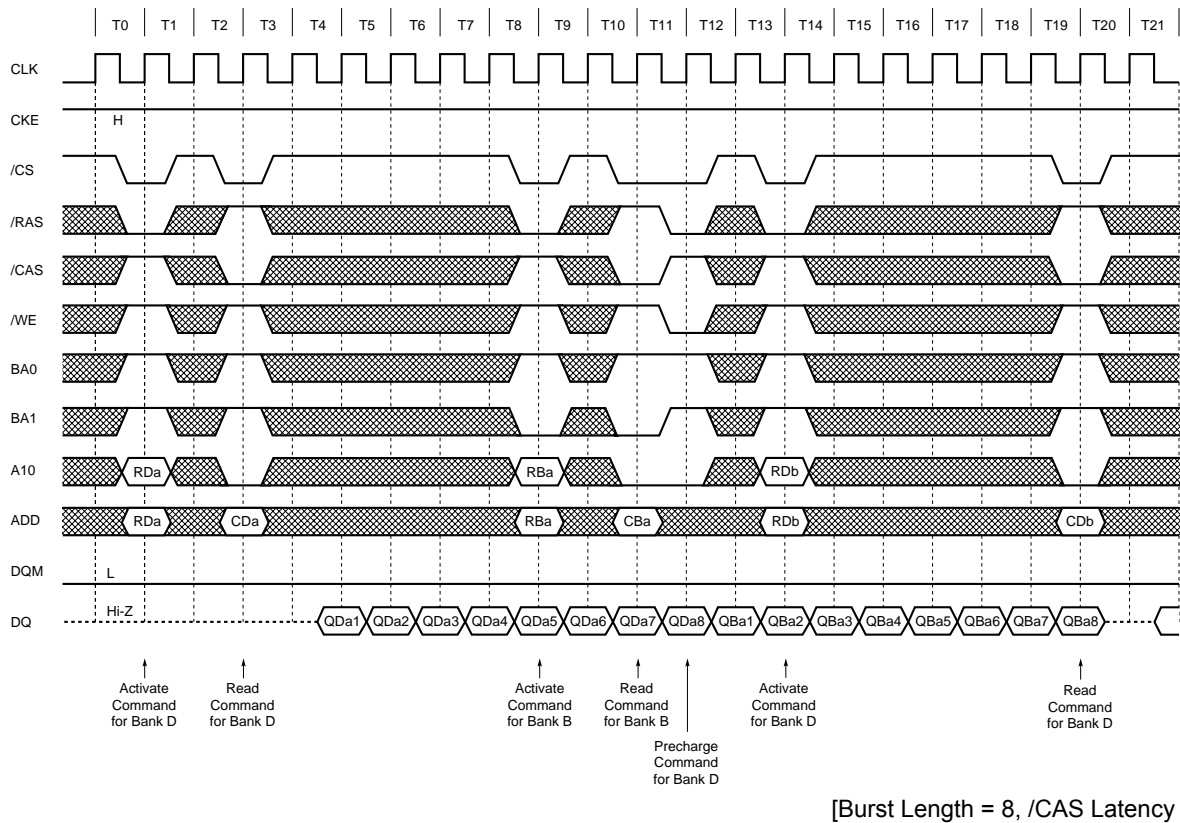 T0 T1 T2 T3 T4 T5 T6 T7 T8 T9 T10 T11 T12 T13 T14 T15 T16 T17 T18 T19 T20 T21
CLK
CKE H
/CS
/RAS
/CAS
/WE
BA0
BA1
A10 RDa RBa RDb
ADD RDa CDa RBa CBa RDb CDb
DQM L
DQ Hi-Z QDa1 QDa2 QDa3 QDa4 QDa5 QDa6 QDa7 QDa8 QBa1 QBa2 QBa3 QBa4 QBa5 QBa6 QBa7 QBa8
Activate Read Activate Read Activate Read
Command Command Command Command Command Command
for Bank D for Bank D for Bank B for Bank B for Bank D for Bank D
Precharge
Command
for Bank D
[Burst Length = 8, /CAS Latency